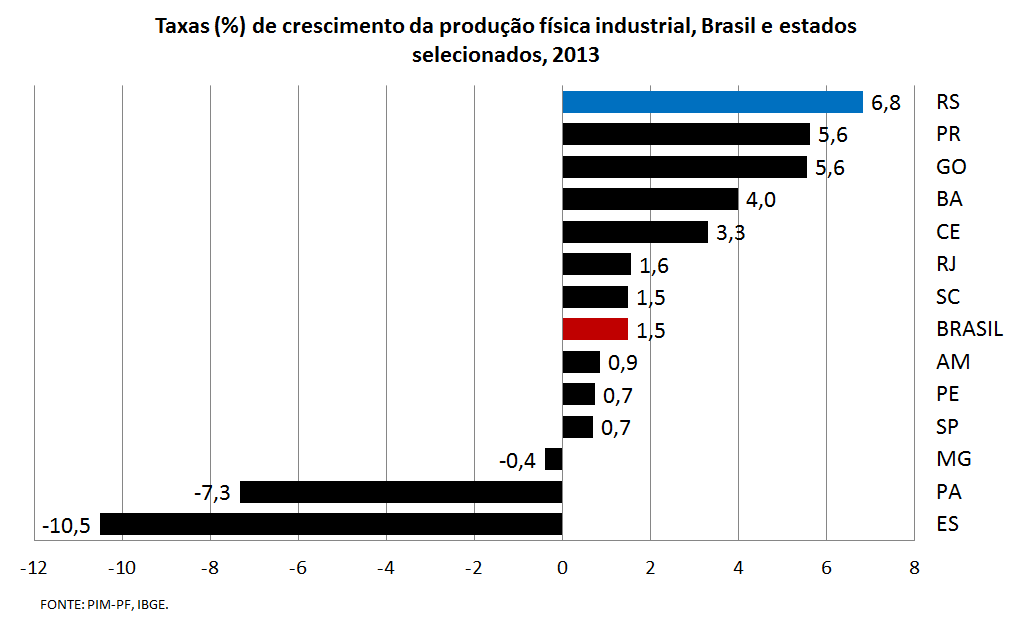 Taxas (%) de crescimento da produção física industrial, Brasil e estados
selecionados, 2013
6,8 RS
5,6 PR
5,6 GO
4,0 BA
3,3 CE
1,6 RJ
1,5 SC
1,5 BRASIL
0,9 AM
0,7 PE
0,7 SP
-0,4 MG
-7,3 PA
-10,5 ES
-12 -10 -8 -6 -4 -2 0 2 4 6 8
FONTE: PIM-PF, IBGE.